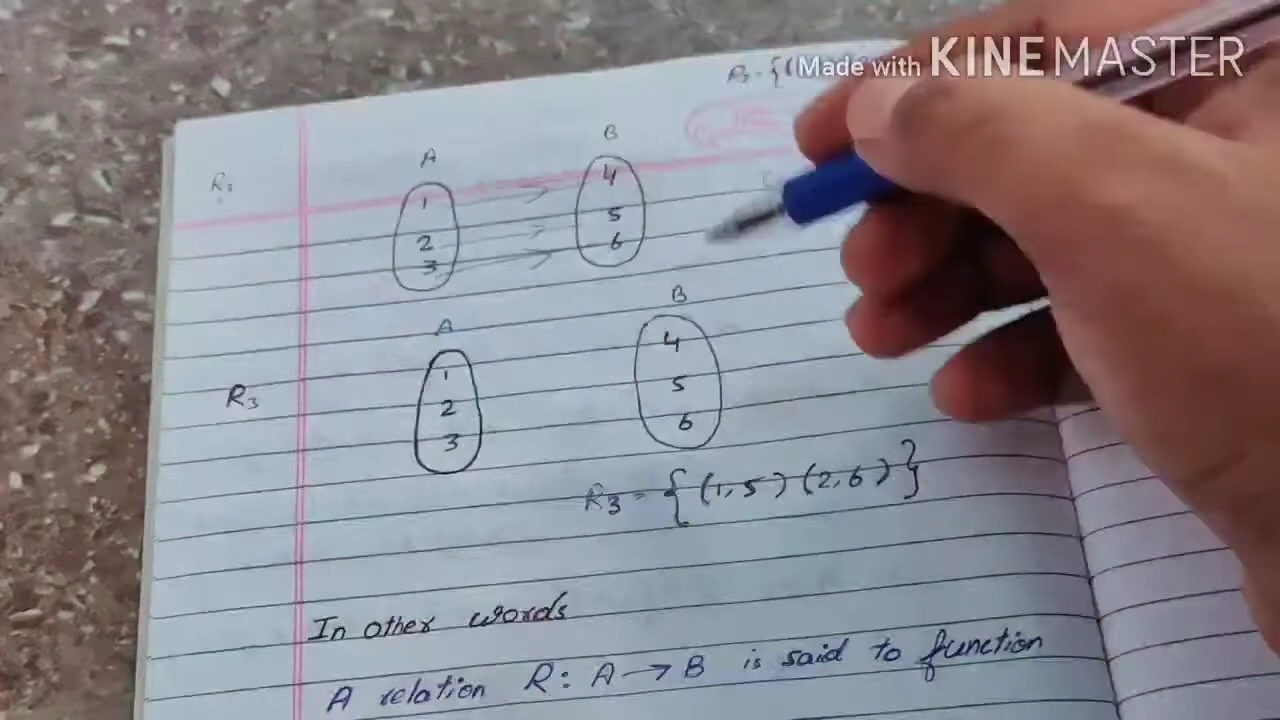 Made with KINEMASTER
A B
1 4
2 5
3 6
A B
1 4
R3 2 5
3 6
R3 = {(1,5) (2,6)}
In other words
A relation R: A → B is said to function